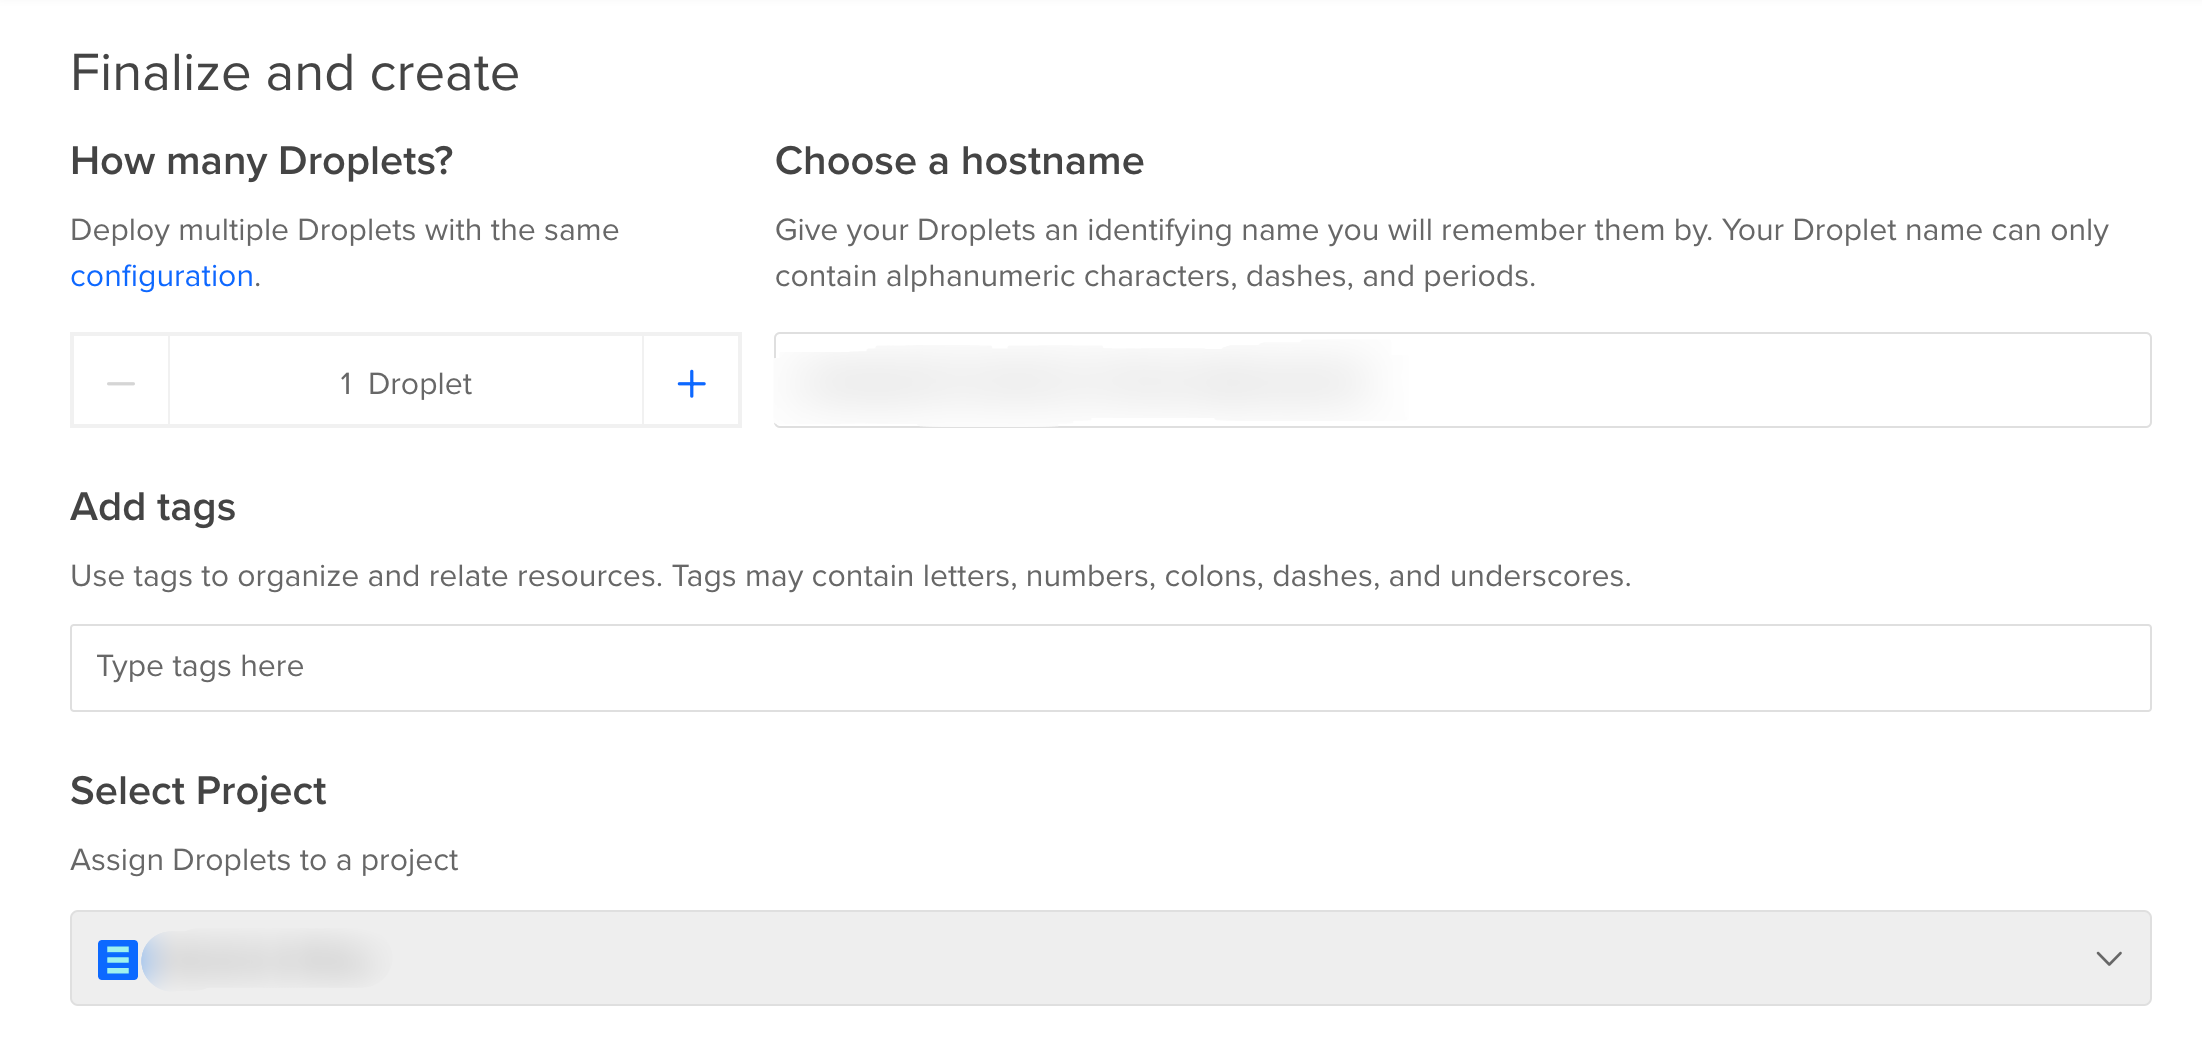 Finalize and create
How many Droplets?
Deploy multiple Droplets with the same
configuration.
1 Droplet
Choose a hostname
Give your Droplets an identifying name you will remember them by. Your Droplet name can only
contain alphanumeric characters, dashes, and periods.
Add tags
Use tags to organize and relate resources. Tags may contain letters, numbers, colons, dashes, and underscores.
Type tags here
Select Project
Assign Droplets to a project